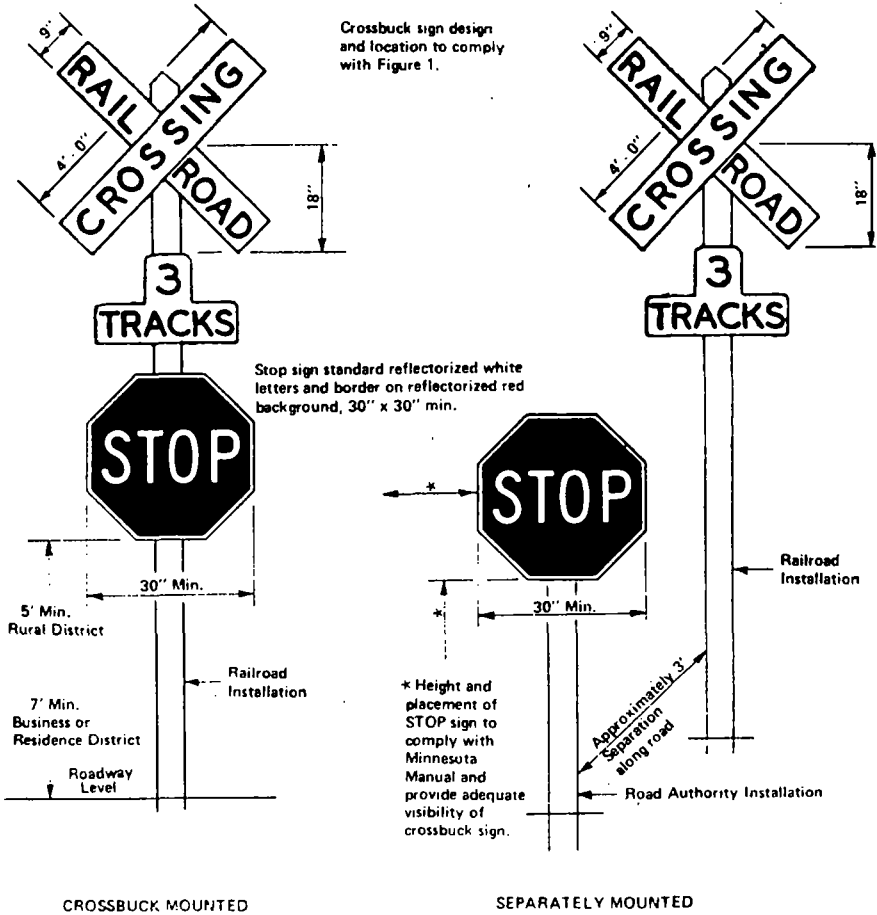 9"
RAIL ROAD
CROSSING
4'-0"
18"
3
TRACKS
STOP
30" Min.
5' Min.
Rural District
7' Min.
Business or
Residence District
Roadway
Level
Railroad
Installation
CROSSBUCK MOUNTED
Crossbuck sign design
and location to comply
with Figure 1.
Stop sign standard reflectorized white
letters and border on reflectorized red
background, 30" x 30" min.
9"
RAIL ROAD
CROSSING
4'-0"
18"
3
TRACKS
*
STOP
*
30" Min.
Railroad
Installation
* Height and
placement of
STOP sign to
comply with
Minnesota
Manual and
provide adequate
visibility of
crossbuck sign.
Approximately 3'
Separation
along road
Road Authority Installation
SEPARATELY MOUNTED